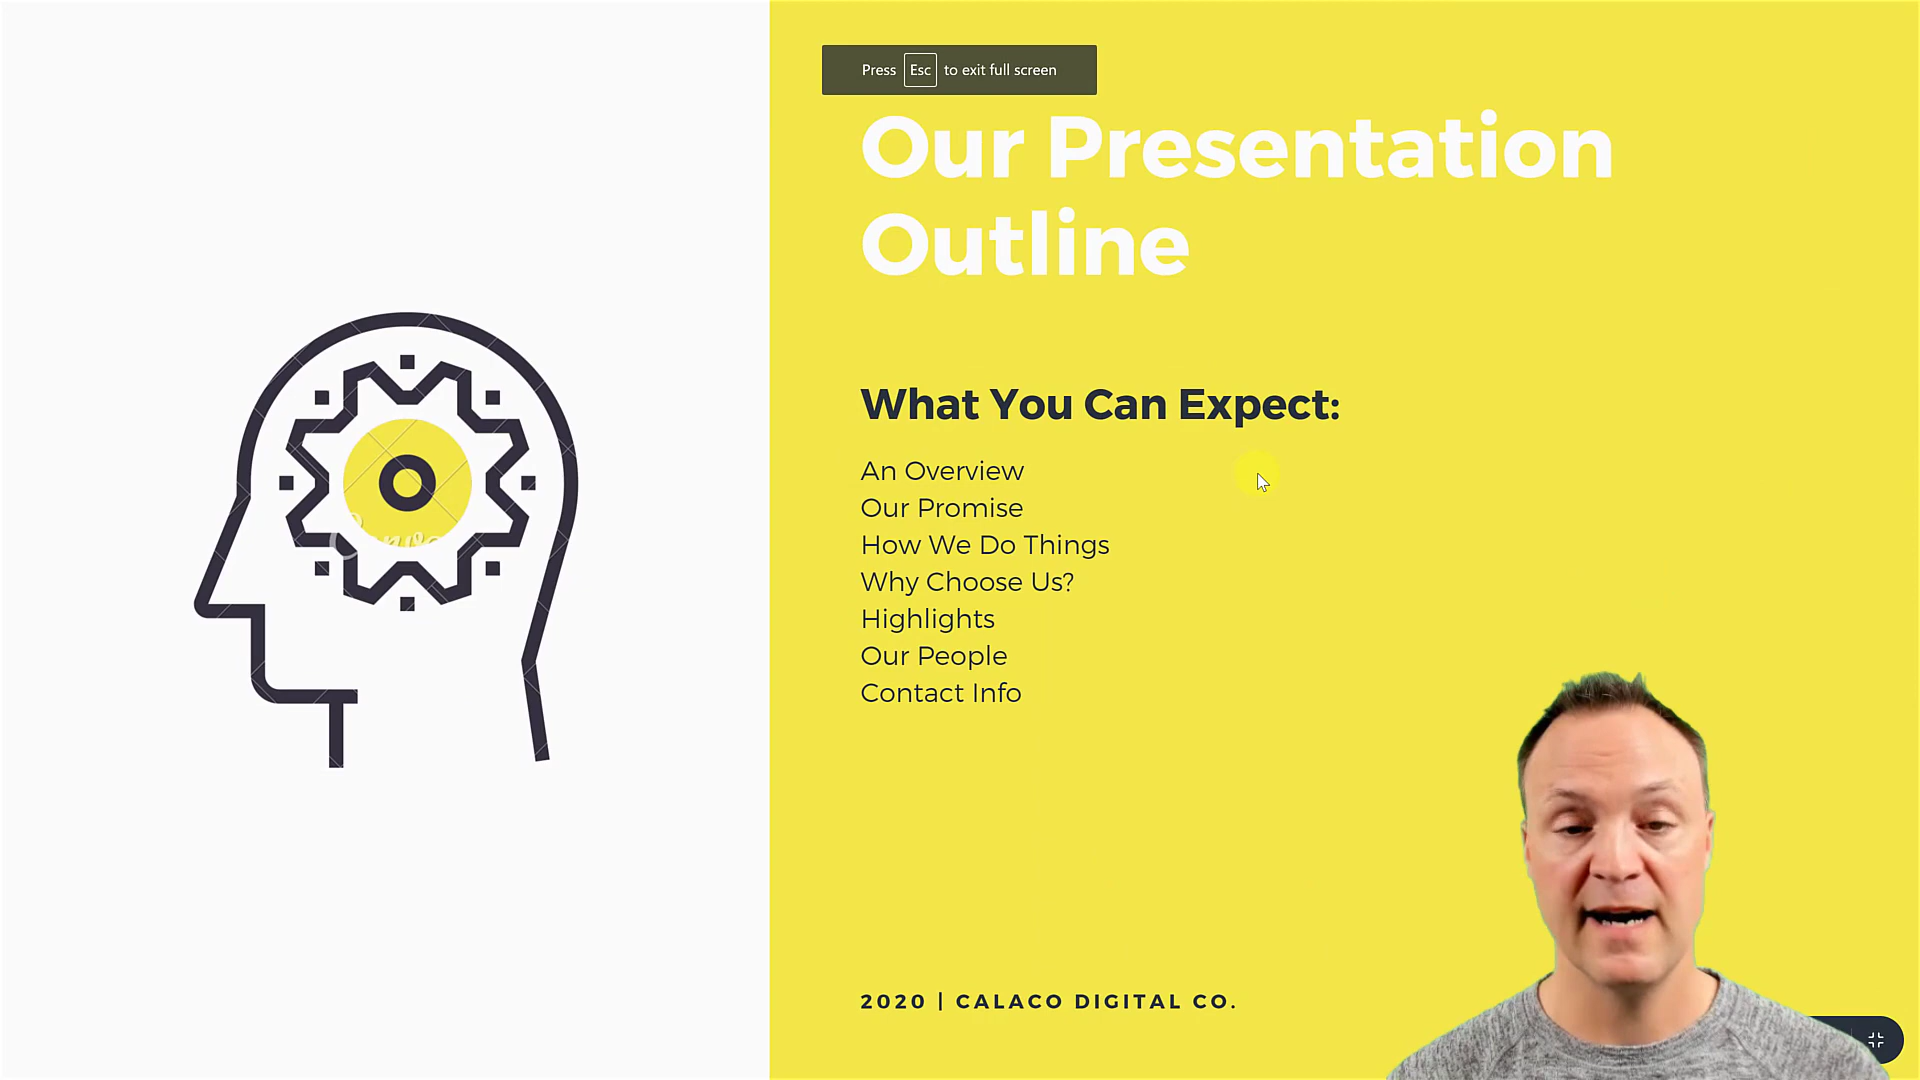 Press Esc to exit full screen
Our Presentation
Outline
What You Can Expect:
An Overview
Our Promise
How We Do Things
Why Choose Us?
Highlights
Our People
Contact Info
Canva
2020 | CALACO DIGITAL CO.